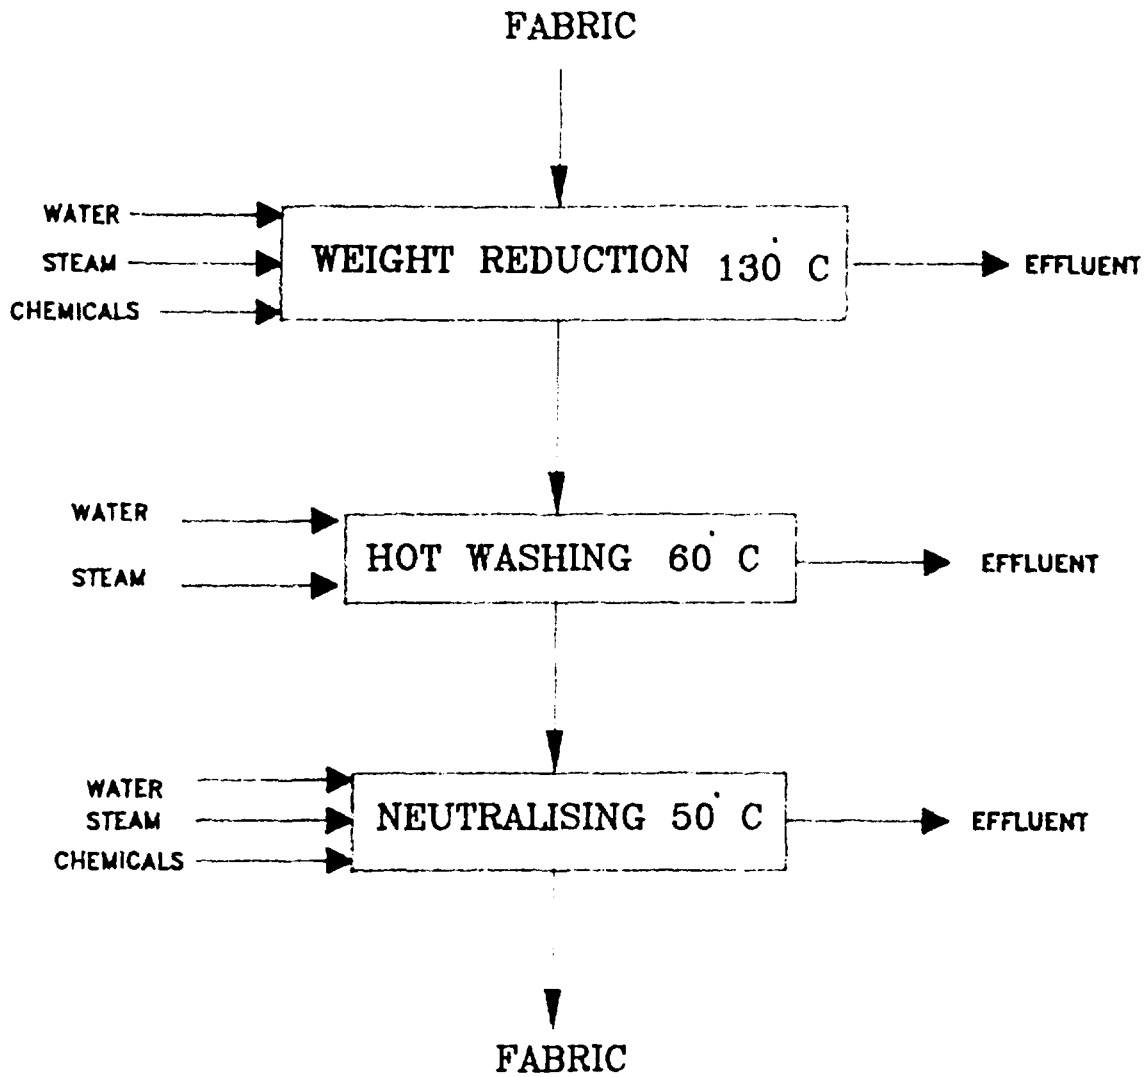 FABRIC
WATER
STEAM
CHEMICALS
WEIGHT REDUCTION 130° C
EFFLUENT
WATER
STEAM
HOT WASHING 60° C
EFFLUENT
WATER
STEAM
CHEMICALS
NEUTRALISING 50° C
EFFLUENT
FABRIC